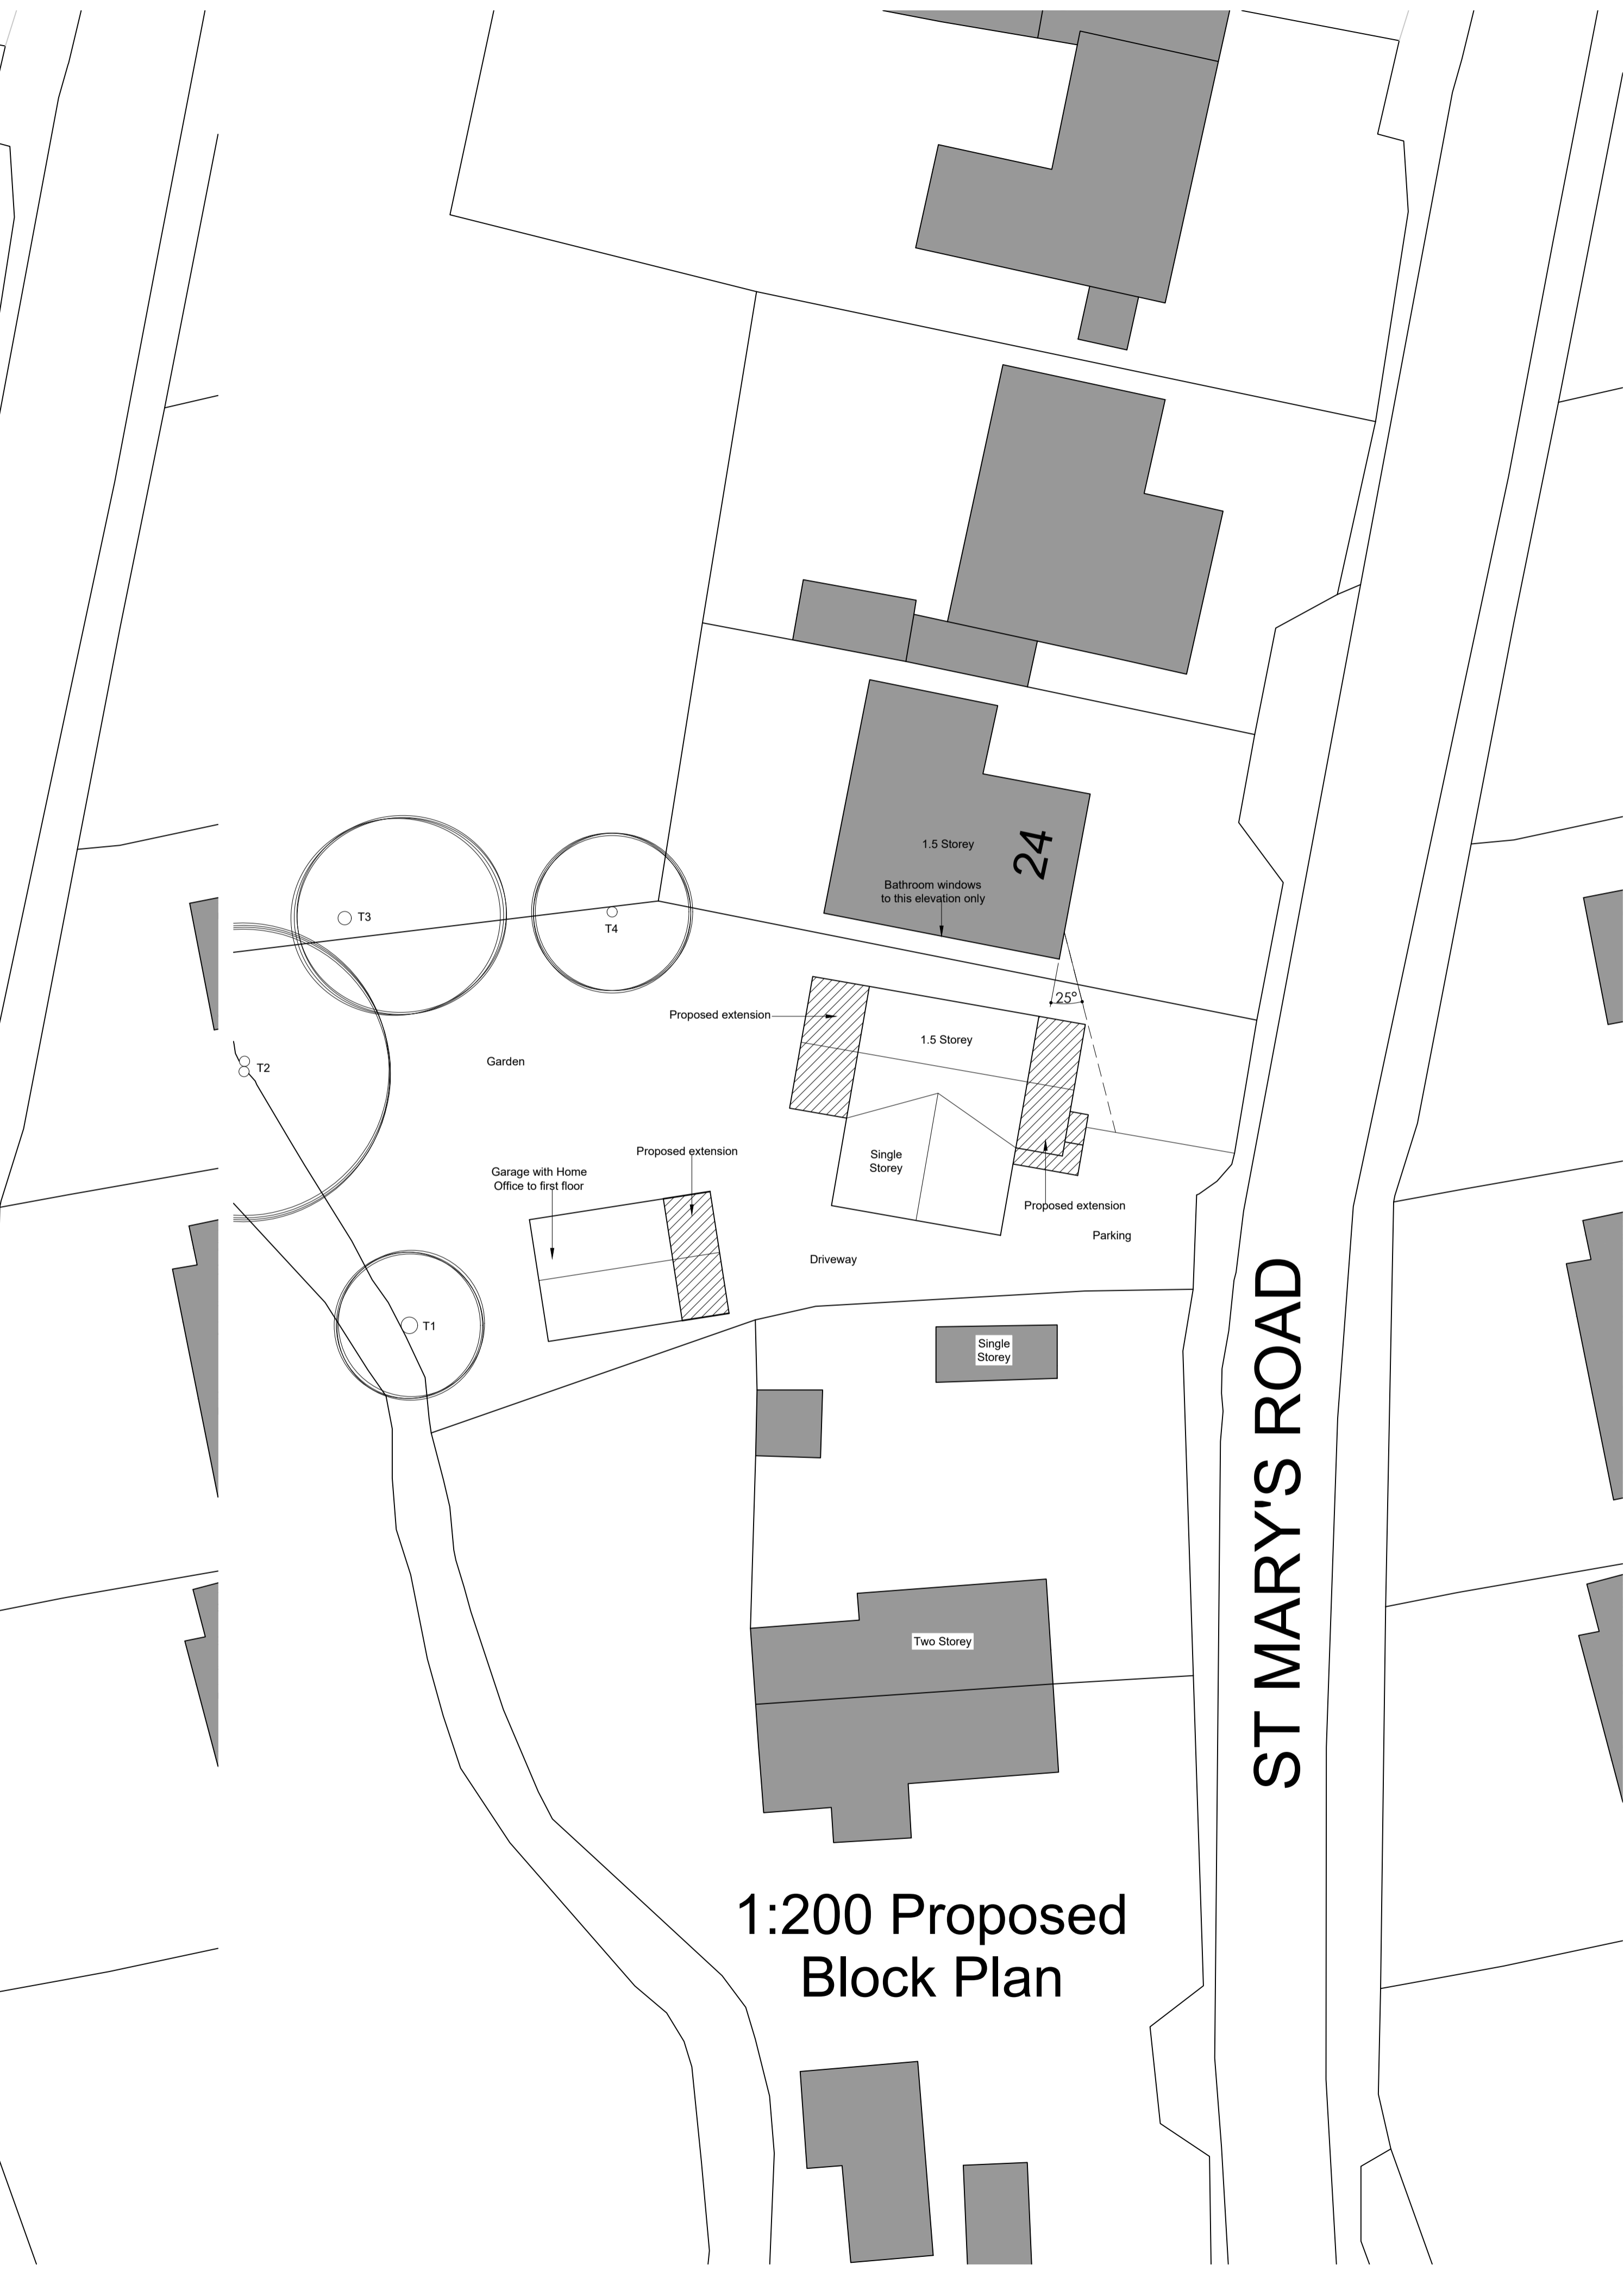 24
1.5 Storey
Bathroom windows
to this elevation only
T3
T4
25°
Proposed extension
1.5 Storey
Garden
T2
Proposed extension
Single
Storey
Garage with Home
Office to first floor
Proposed extension
Parking
Driveway
T1
Single
Storey
ST MARY'S ROAD
Two Storey
1:200 Proposed
Block Plan